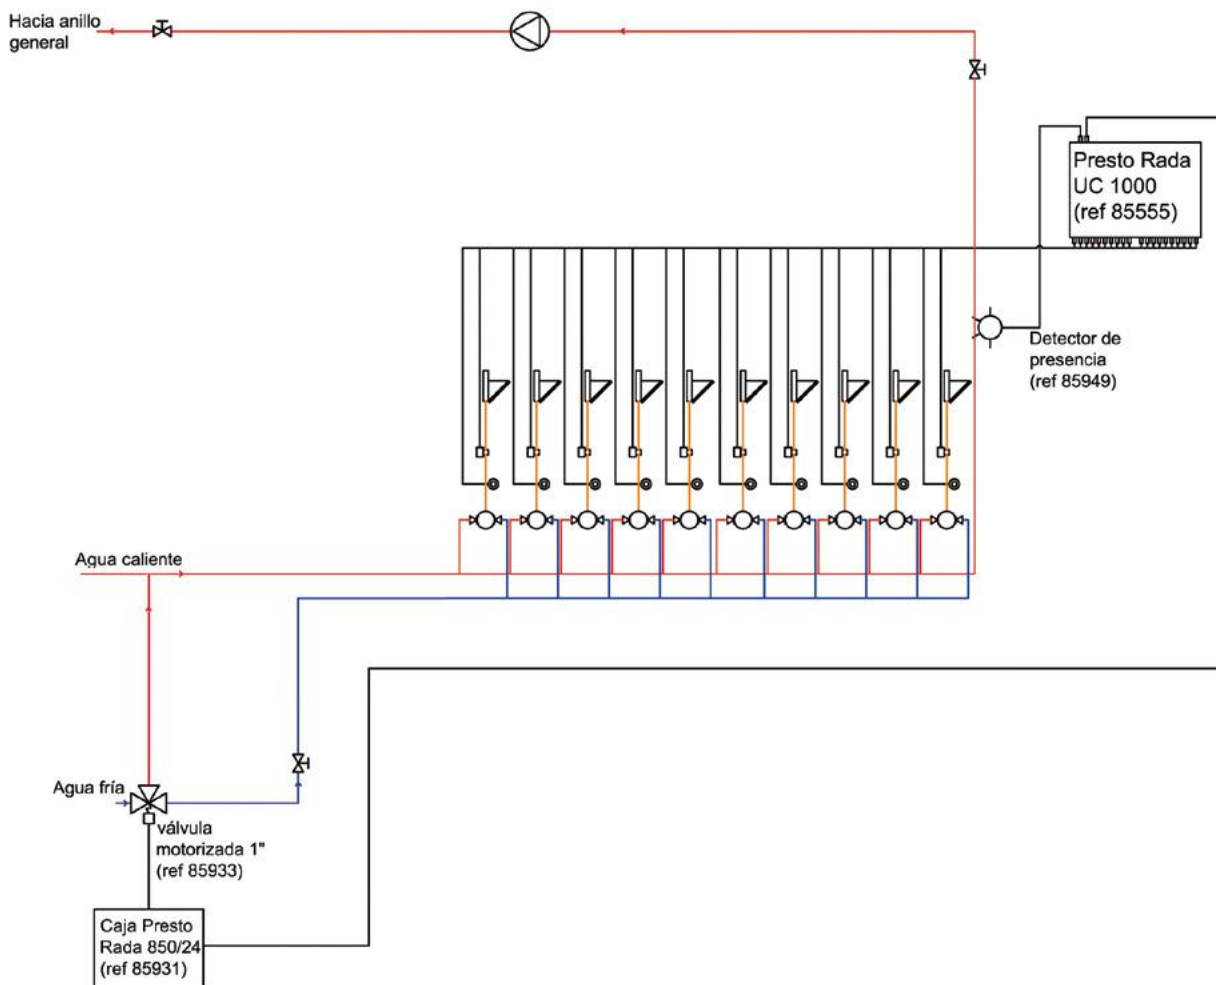 Hacia anillo
general
Presto Rada
UC 1000
(ref 85555)
Detector de
presencia
(ref 85949)
Agua caliente
Agua fría
válvula
motorizada 1"
(ref 85933)
Caja Presto
Rada 850/24
(ref 85931)